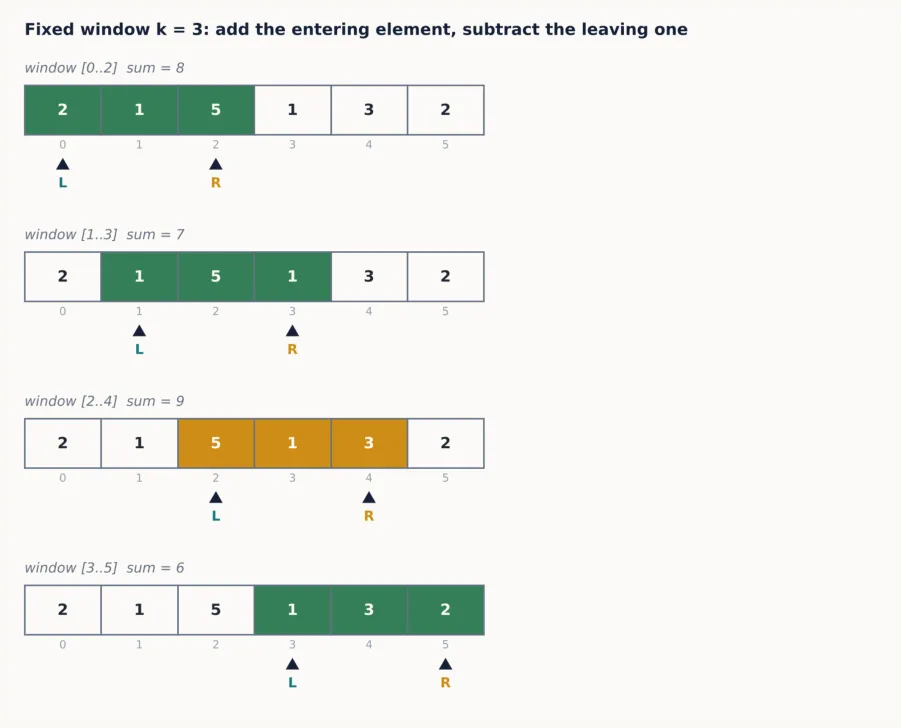 Fixed window k = 3: add the entering element, subtract the leaving one
window [0..2]  sum = 8
2 1 5 1 3 2
0 1 2 3 4 5
L R
window [1..3]  sum = 7
2 1 5 1 3 2
0 1 2 3 4 5
L R
window [2..4]  sum = 9
2 1 5 1 3 2
0 1 2 3 4 5
L R
window [3..5]  sum = 6
2 1 5 1 3 2
0 1 2 3 4 5
L R